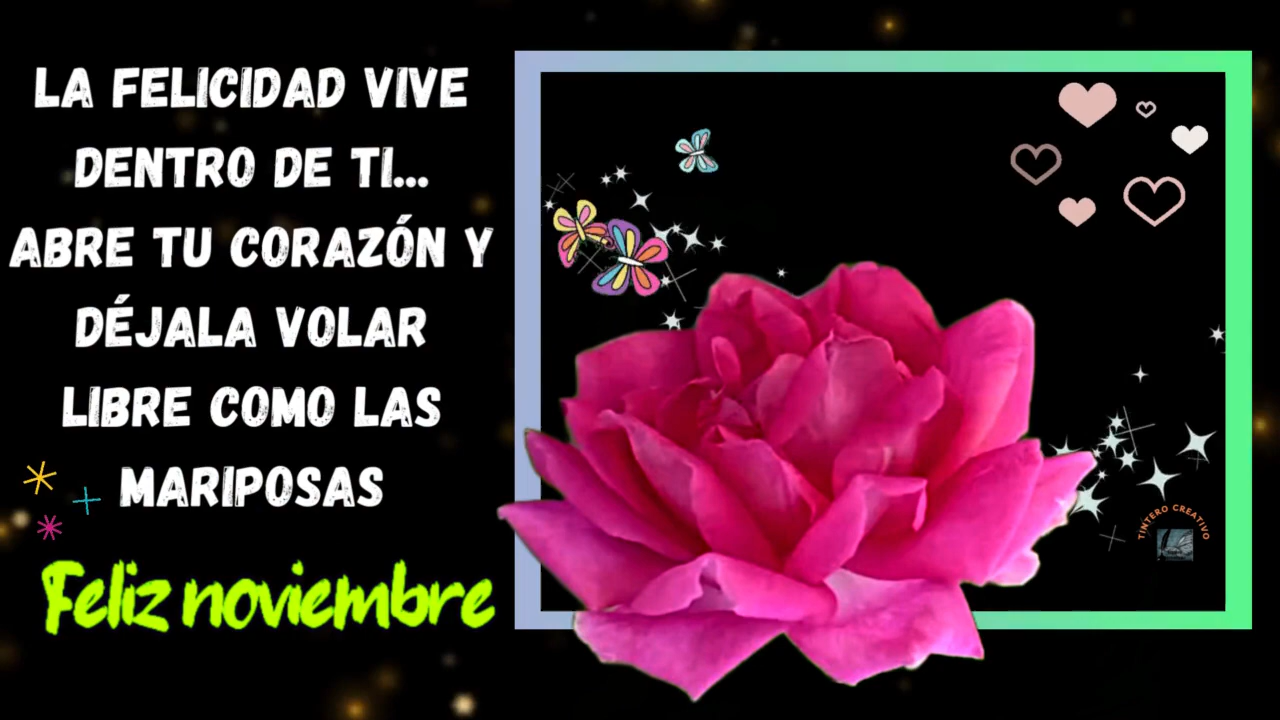 LA FELICIDAD VIVE
DENTRO DE TI...
ABRE TU CORAZÓN Y
DÉJALA VOLAR
LIBRE COMO LAS
MARIPOSAS
Feliz noviembre
TINTERO CREATIVO